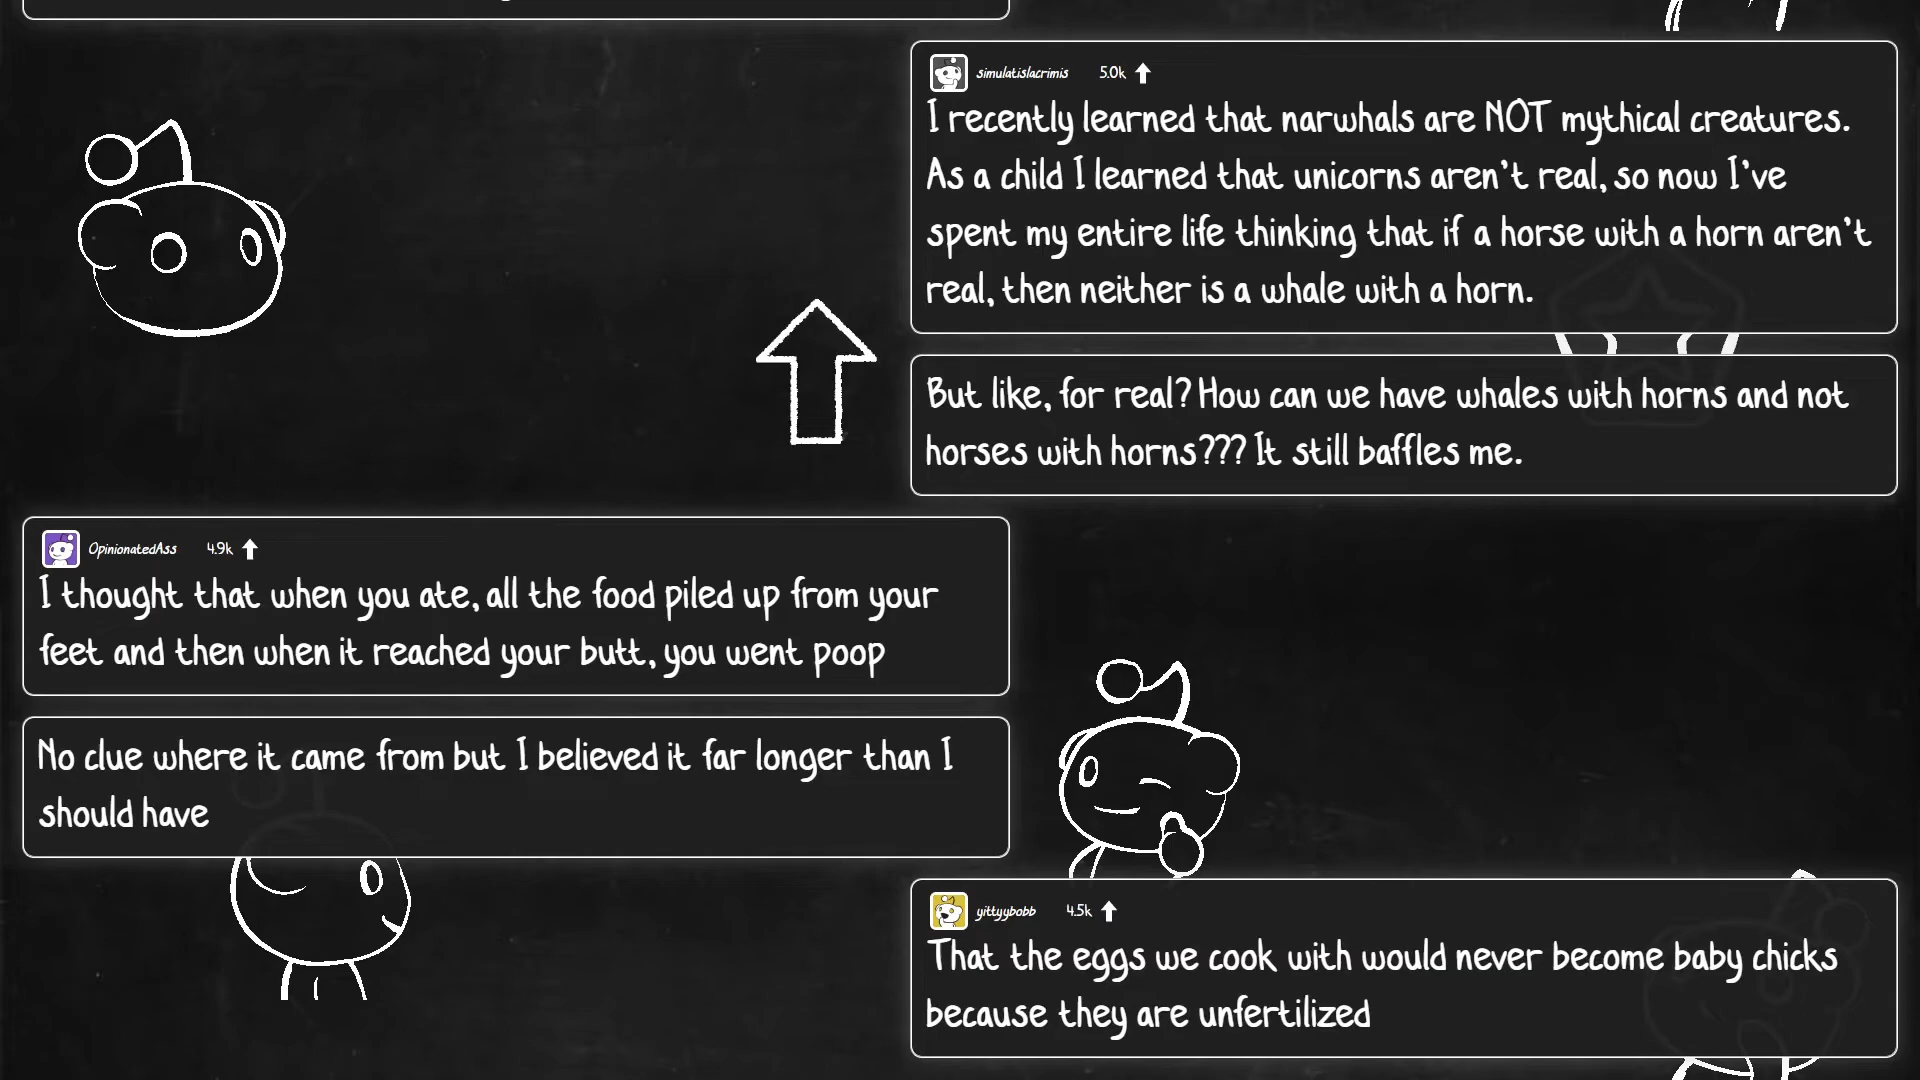 simulatislacrimis 5.0k
I recently learned that narwhals are NOT mythical creatures.
As a child I learned that unicorns aren't real, so now I've
spent my entire life thinking that if a horse with a horn aren't
real, then neither is a whale with a horn.
But like, for real? How can we have whales with horns and not
horses with horns??? It still baffles me.
OpinionatedAss 4.9k
I thought that when you ate, all the food piled up from your
feet and then when it reached your butt, you went poop
No clue where it came from but I believed it far longer than I
should have
yittyybobb 4.5k
That the eggs we cook with would never become baby chicks
because they are unfertilized